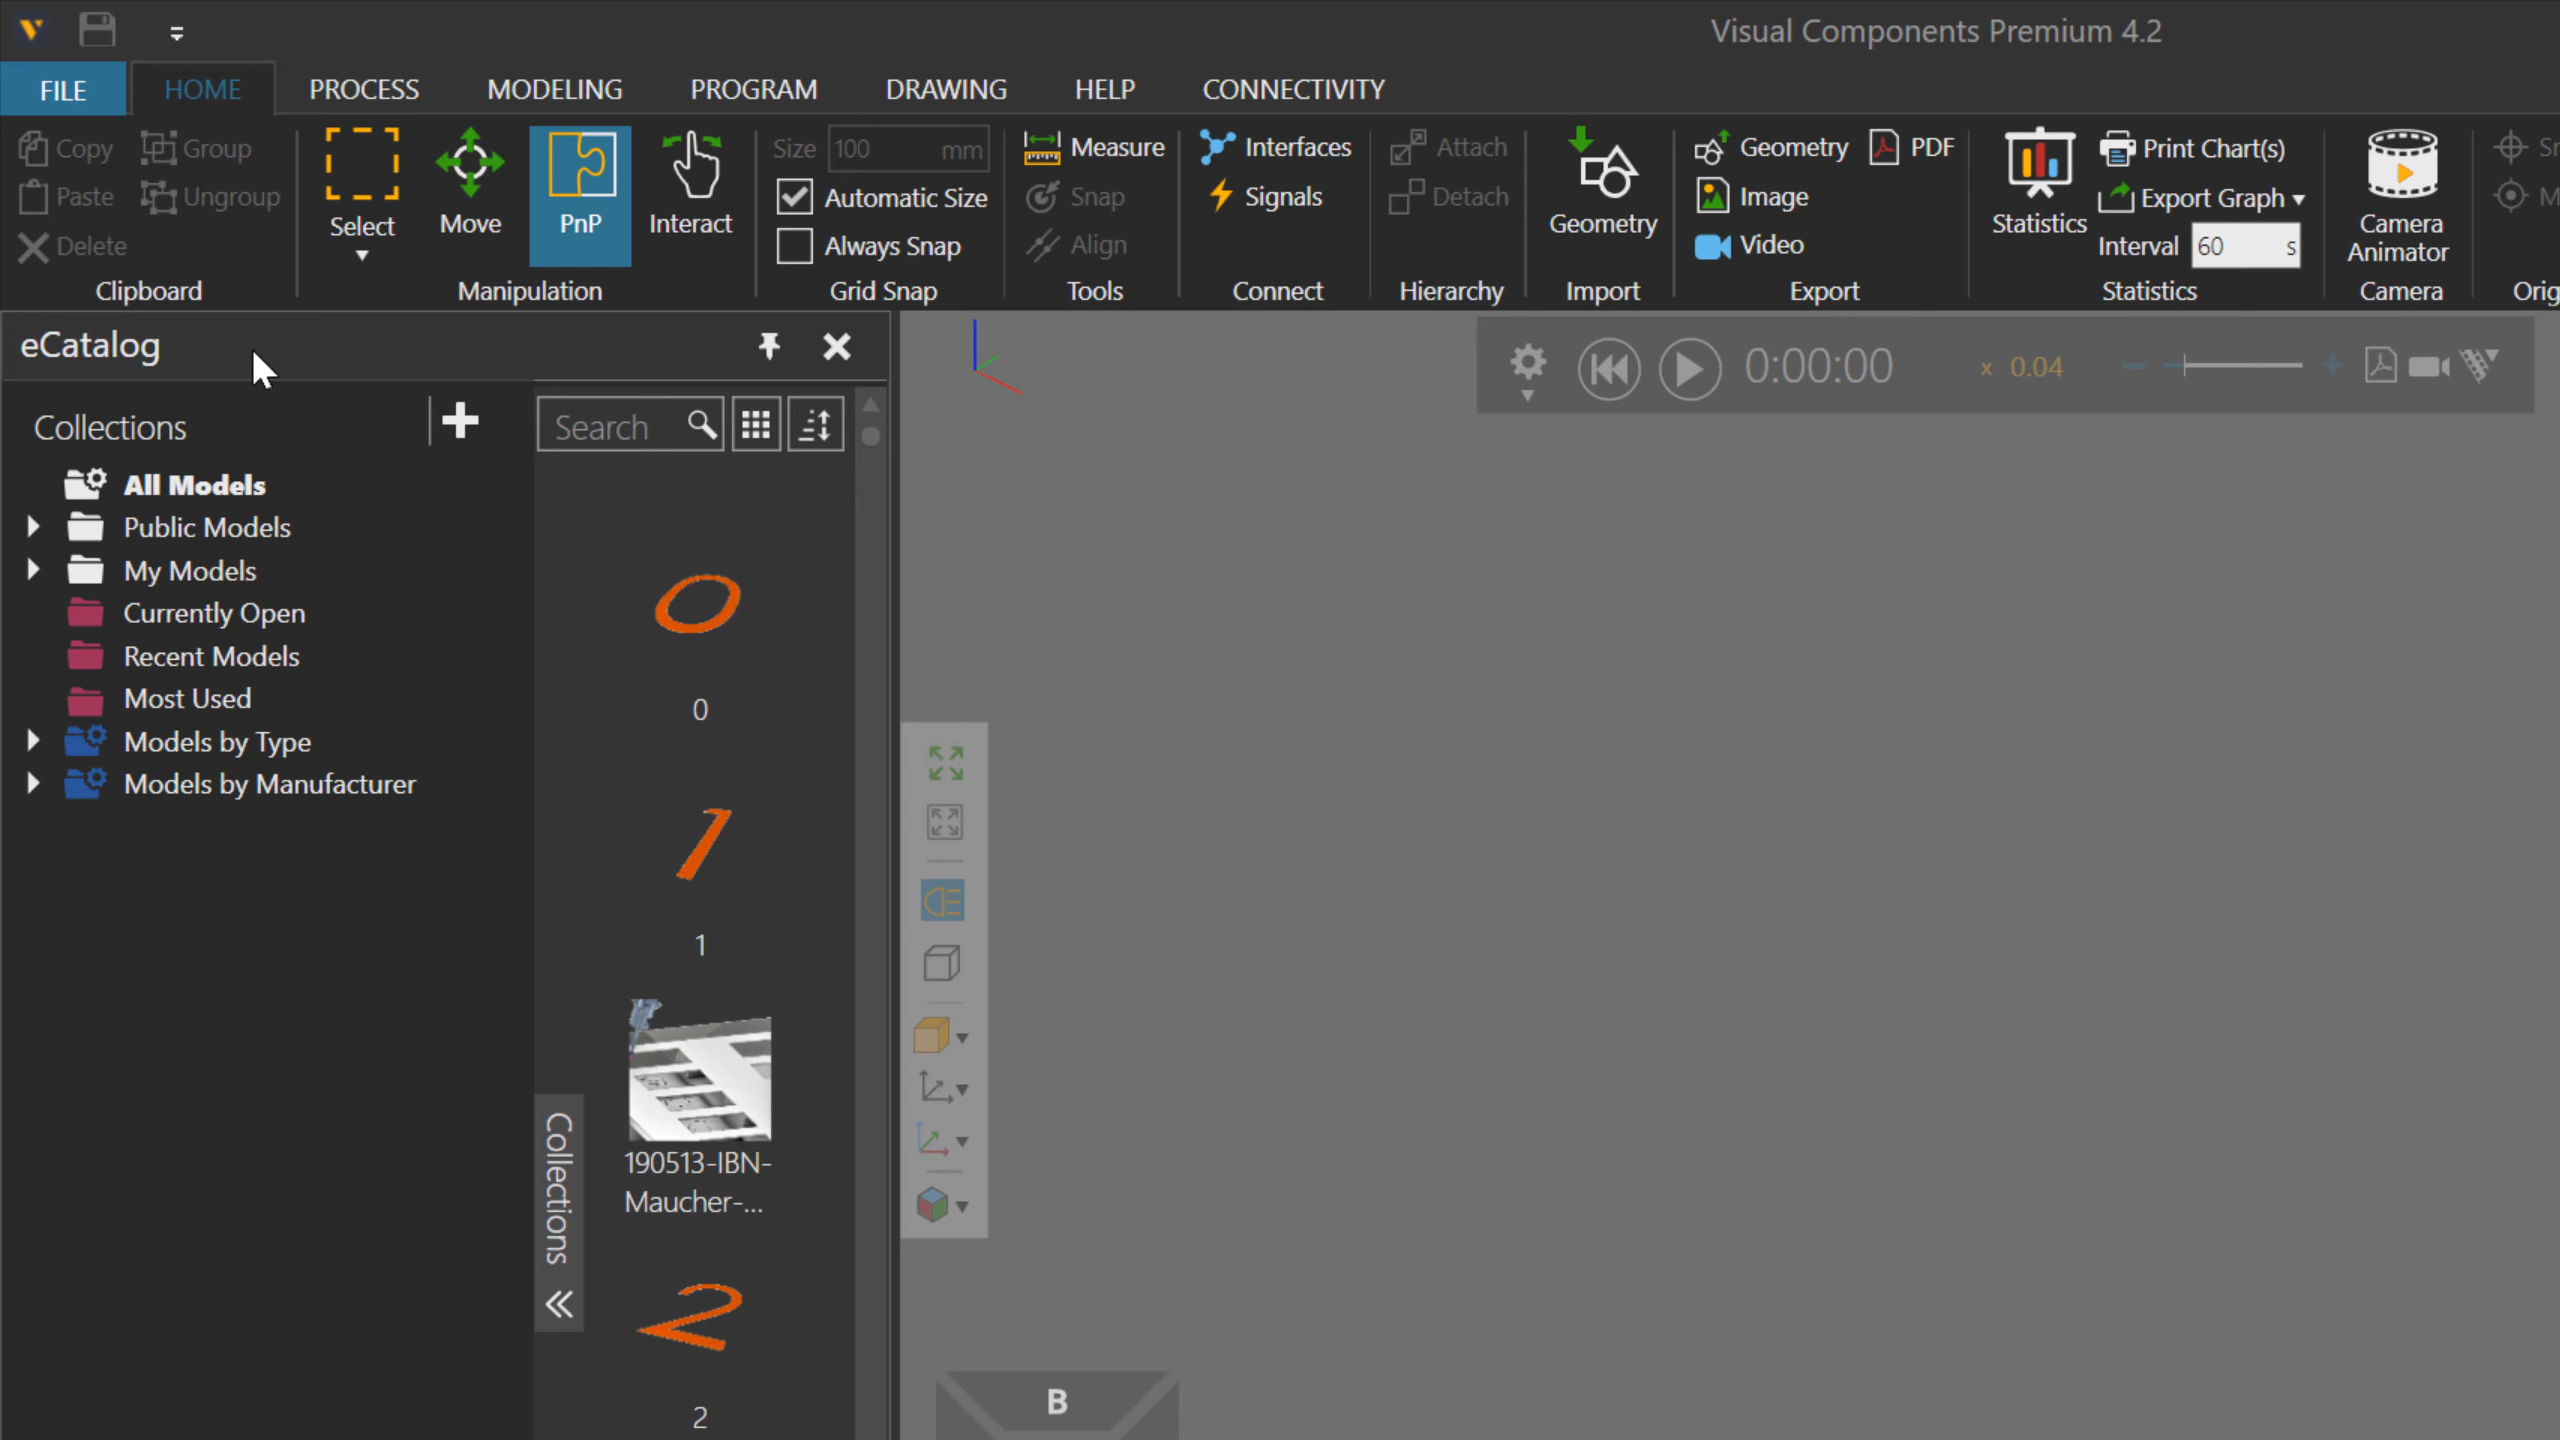 Visual Components Premium 4.2
FILE HOME PROCESS MODELING PROGRAM DRAWING HELP CONNECTIVITY
Copy Group
Paste Ungroup
Delete
Clipboard
Select Move PnP Interact
Manipulation
Size 100 mm
Automatic Size
Always Snap
Grid Snap
Measure
Snap
Align
Tools
Interfaces
Signals
Connect
Attach
Detach
Hierarchy
Geometry
Import
Geometry PDF
Image
Video
Export
Statistics
Print Chart(s)
Export Graph
Interval 60 s
Statistics
Camera
Animator
Camera
eCatalog
Collections
All Models
Public Models
My Models
Currently Open
Recent Models
Most Used
Models by Type
Models by Manufacturer
Search
0
0
1
1
190513-IBN-
Maucher-...
2
2
Collections
0:00:00
x 0.04
B